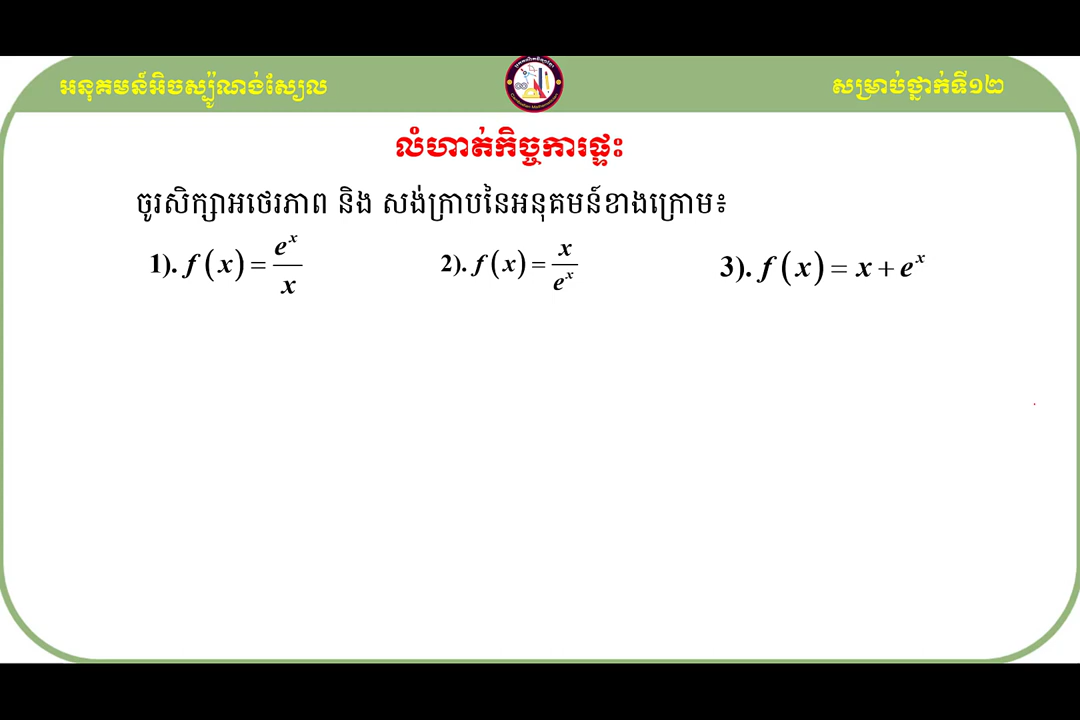 អនុគមន៍អិចស្ប៉ូណង់ស្យែល
សម្រាប់ថ្នាក់ទី១២
លំហាត់កិច្ចការផ្ទះ
ចូរសិក្សាអថេរភាព និង សង់ក្រាបនៃអនុគមន៍ខាងក្រោម៖
1). f(x) = e^x/x 2). f(x) = x/e^x 3). f(x) = x + e^x